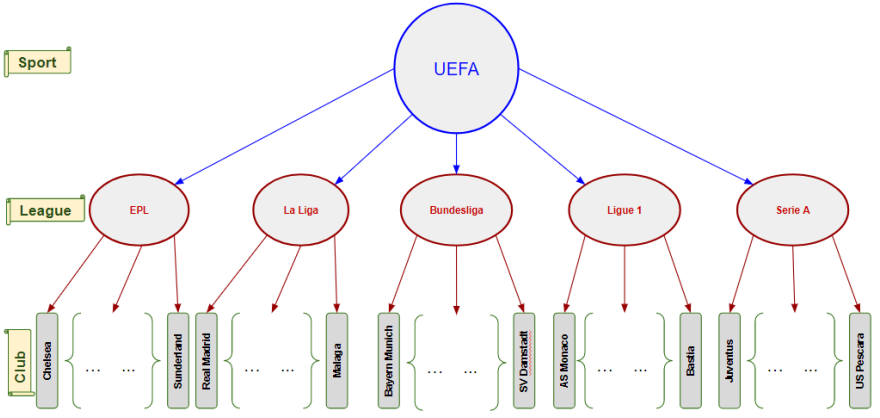 Sport
UEFA
League
EPL
La Liga
Bundesliga
Ligue 1
Serie A
Club
Chelsea
... ...
Sunderland
Real Madrid
... ...
Malaga
Bayern Munich
... ...
SV Damstadt
AS Monaco
... ...
Bastia
Juventus
... ...
US Pescara